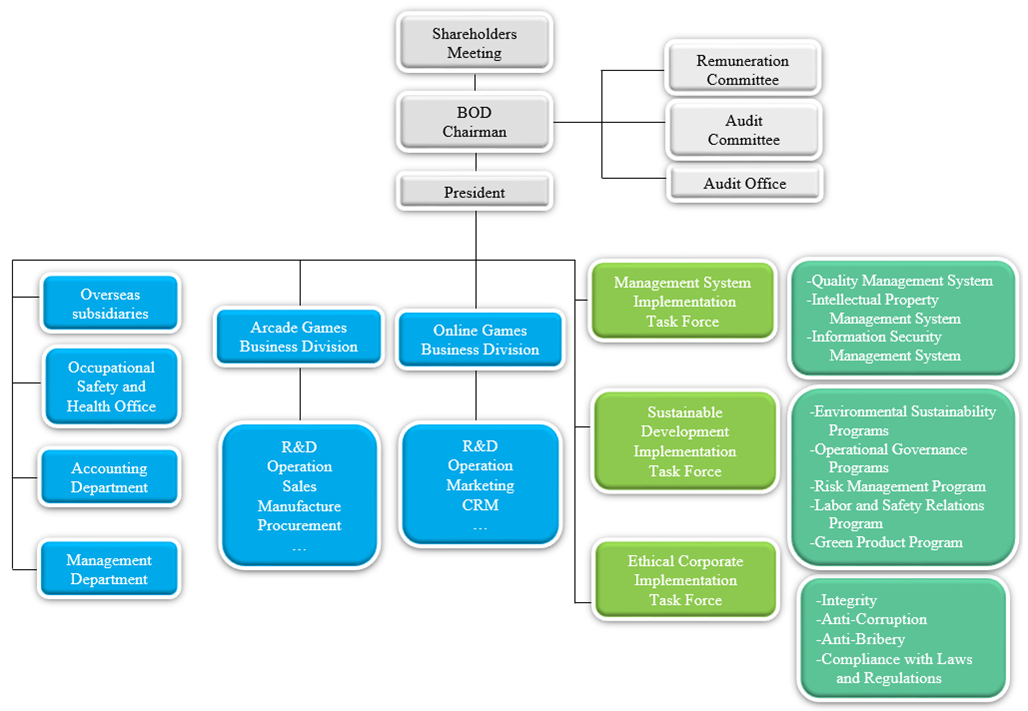 Shareholders
Meeting
Remuneration
Committee
BOD
Chairman
Audit
Committee
President
Audit Office
Overseas
subsidiaries
Occupational
Safety and
Health Office
Accounting
Department
Management
Department
Arcade Games
Business Division
R&D
Operation
Sales
Manufacture
Procurement
...
Online Games
Business Division
R&D
Operation
Marketing
CRM
...
Management System
Implementation
Task Force
-Quality Management System
-Intellectual Property
Management System
-Information Security
Management System
Sustainable
Development
Implementation
Task Force
-Environmental Sustainability
Programs
-Operational Governance
Programs
-Risk Management Program
-Labor and Safety Relations
Program
-Green Product Program
Ethical Corporate
Implementation
Task Force
-Integrity
-Anti-Corruption
-Anti-Bribery
-Compliance with Laws
and Regulations